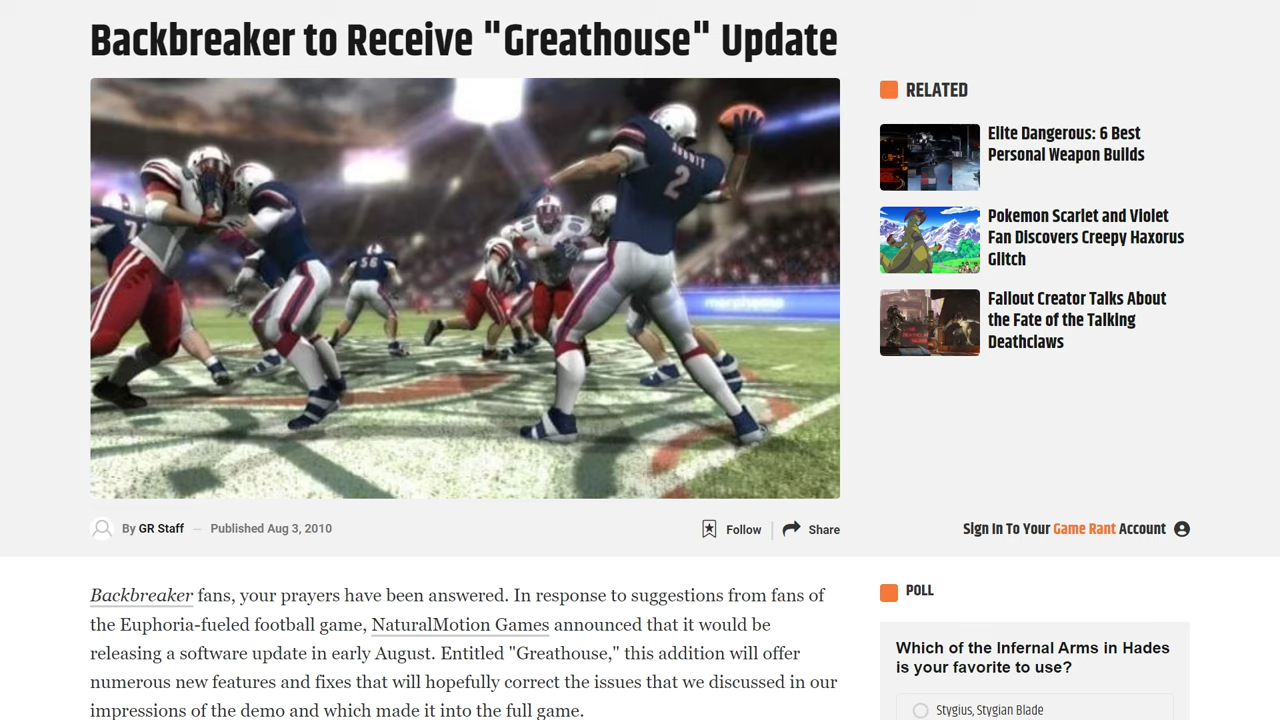 Backbreaker to Receive "Greathouse" Update
2
56
morpheme
RELATED
Elite Dangerous: 6 Best
Personal Weapon Builds
Pokemon Scarlet and Violet
Fan Discovers Creepy Haxorus
Glitch
Fallout Creator Talks About
the Fate of the Talking
Deathclaws
By GR Staff — Published Aug 3, 2010
Follow | Share
Sign In To Your Game Rant Account
Backbreaker fans, your prayers have been answered. In response to suggestions from fans of
the Euphoria-fueled football game, NaturalMotion Games announced that it would be
releasing a software update in early August. Entitled "Greathouse," this addition will offer
numerous new features and fixes that will hopefully correct the issues that we discussed in our
impressions of the demo and which made it into the full game.
POLL
Which of the Infernal Arms in Hades
is your favorite to use?
Stygius, Stygian Blade